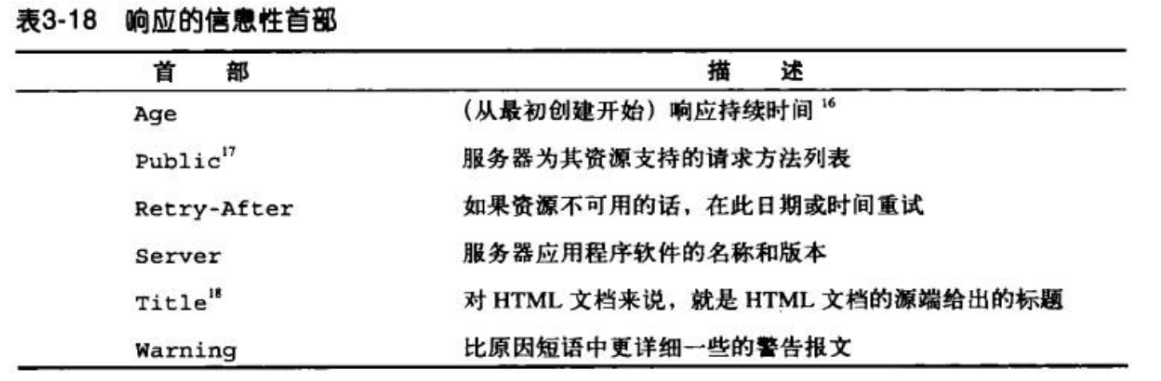 表3-18 响应的信息性首部
首 部 描 述
Age (从最初创建开始) 响应持续时间 16
Public17 服务器为其资源支持的请求方法列表
Retry-After 如果资源不可用的话，在此日期或时间重试
Server 服务器应用程序软件的名称和版本
Title18 对 HTML 文档来说，就是 HTML 文档的源端给出的标题
Warning 比原因短语中更详细一些的警告报文